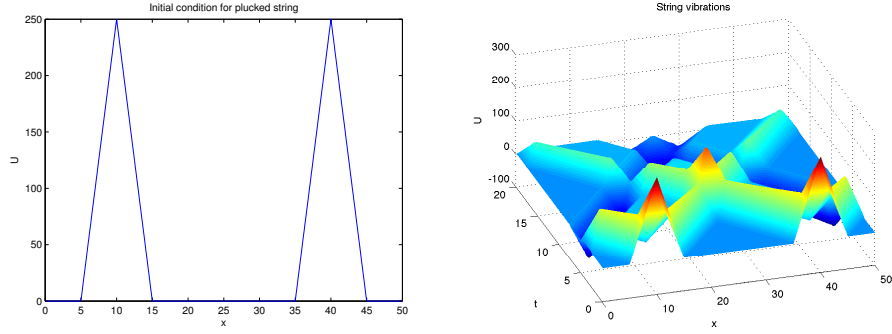 Initial condition for plucked string
250
200
150
100
50
0
U
0 5 10 15 20 25 30 35 40 45 50
x
String vibrations
300
200
100
0
-100
U
20
15
10
5
0
t
0 10 20 30 40 50
x